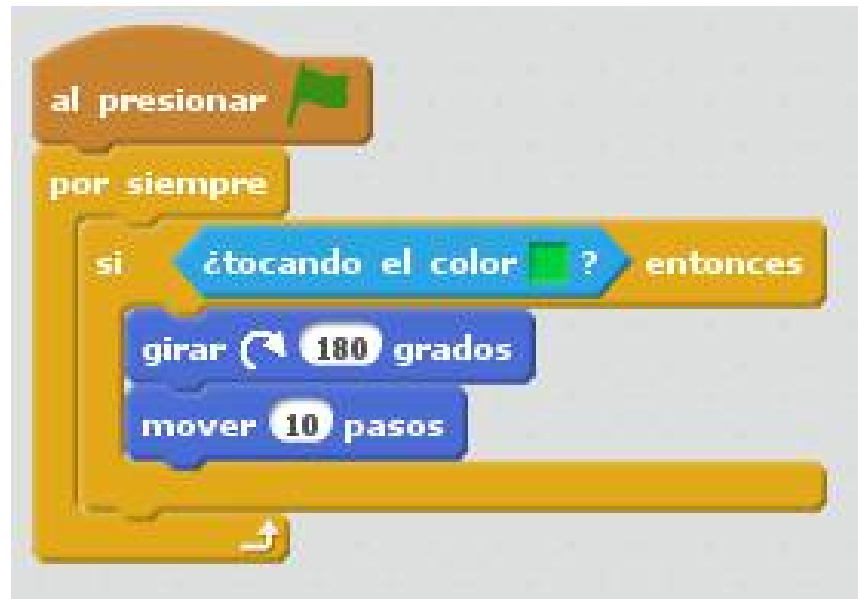 al presionar
por siempre
si ¿tocando el color ? entonces
girar 180 grados
mover 10 pasos